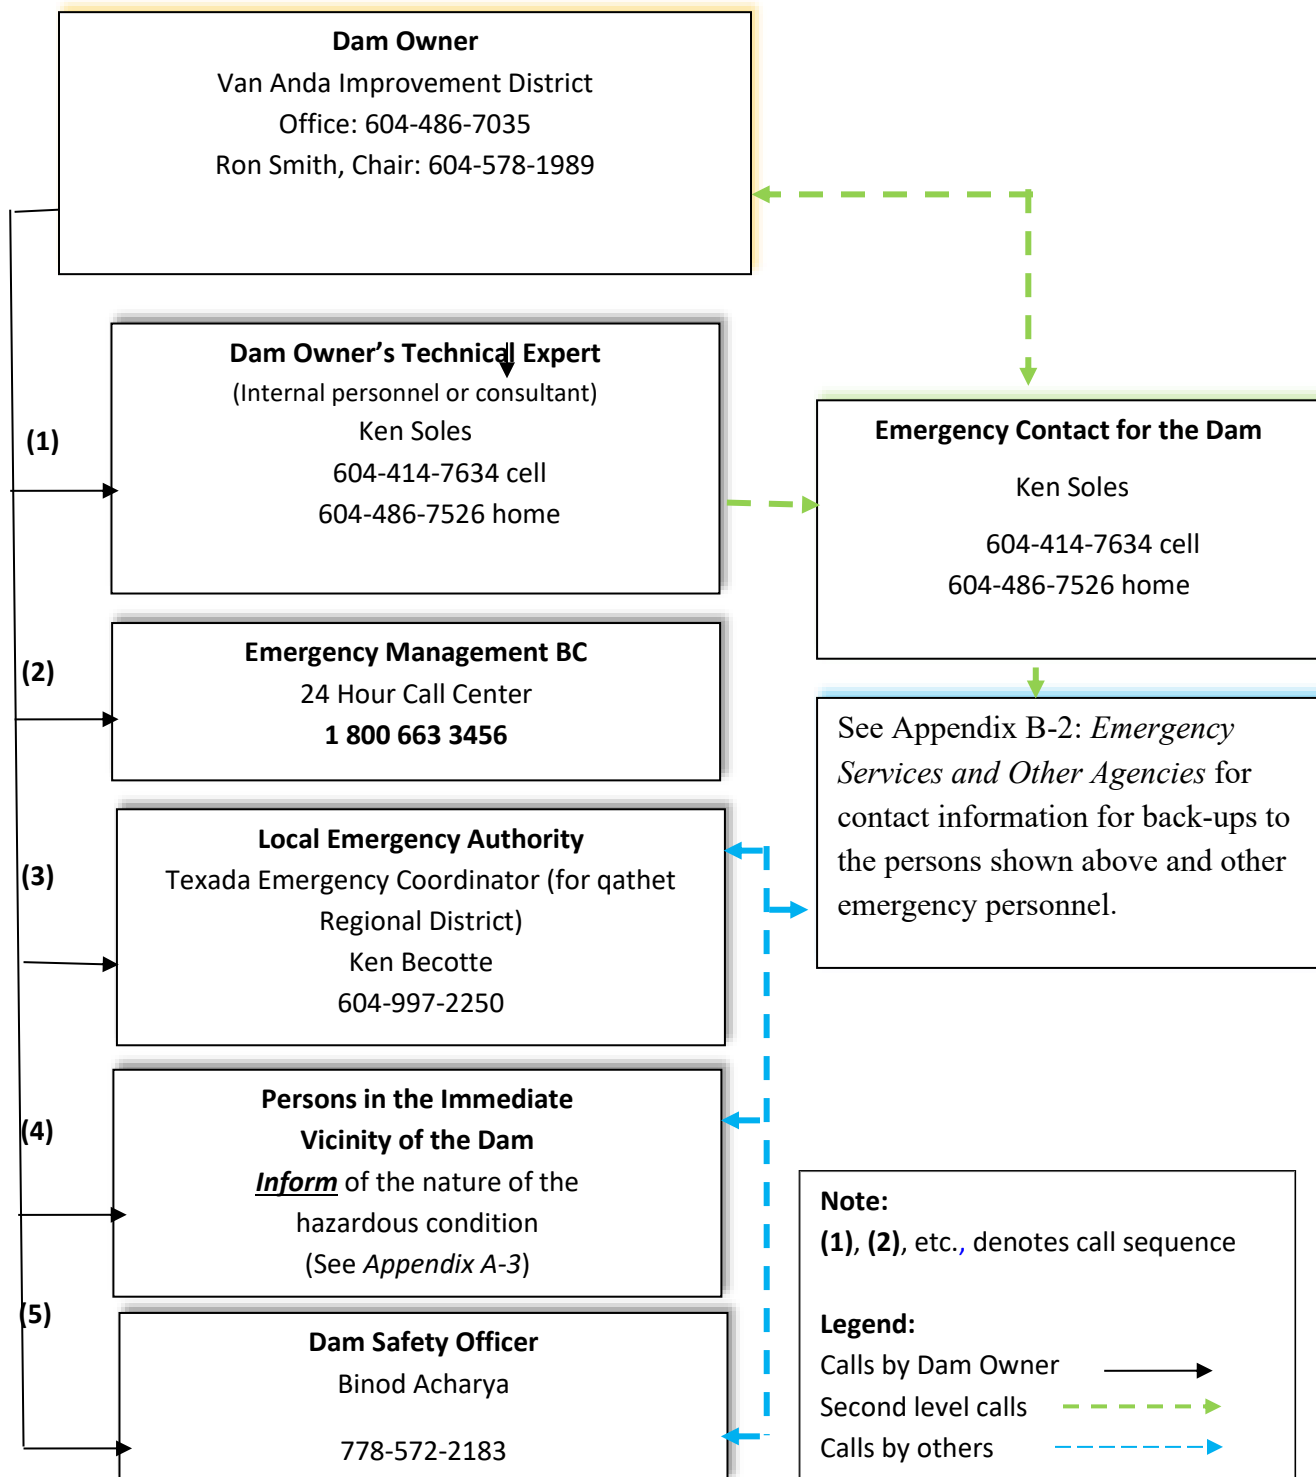 Dam Owner
Van Anda Improvement District
Office: 604-486-7035
Ron Smith, Chair: 604-578-1989
(1)
Dam Owner’s Technical Expert
(Internal personnel or consultant)
Ken Soles
604-414-7634 cell
604-486-7526 home
Emergency Contact for the Dam
Ken Soles
604-414-7634 cell
604-486-7526 home
(2)
Emergency Management BC
24 Hour Call Center
1 800 663 3456
See Appendix B-2: Emergency
Services and Other Agencies for
contact information for back-ups to
the persons shown above and other
emergency personnel.
(3)
Local Emergency Authority
Texada Emergency Coordinator (for qathet
Regional District)
Ken Becotte
604-997-2250
(4)
Persons in the Immediate
Vicinity of the Dam
Inform of the nature of the
hazardous condition
(See Appendix A-3)
(5)
Dam Safety Officer
Binod Acharya
778-572-2183
Note:
(1), (2), etc., denotes call sequence
Legend:
Calls by Dam Owner
Second level calls
Calls by others